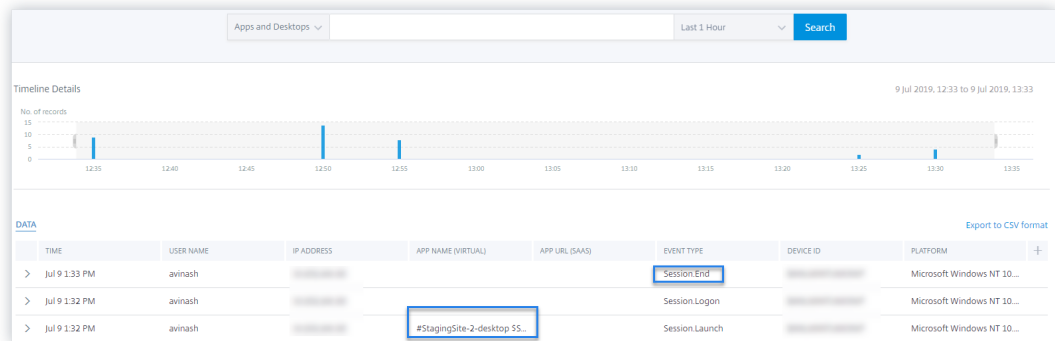 Apps and Desktops Last 1 Hour Search
Timeline Details 9 Jul 2019, 12:33 to 9 Jul 2019, 13:33
No. of records
15
10
5
0
12:35 12:40 12:45 12:50 12:55 13:00 13:05 13:10 13:15 13:20 13:25 13:30 13:35
DATA Export to CSV format
TIME USER NAME IP ADDRESS APP NAME (VIRTUAL) APP URL (SAAS) EVENT TYPE DEVICE ID PLATFORM +
> Jul 9 1:33 PM avinash Session.End Microsoft Windows NT 10....
> Jul 9 1:32 PM avinash Session.Logon Microsoft Windows NT 10....
> Jul 9 1:32 PM avinash #StagingSite-2-desktop $S... Session.Launch Microsoft Windows NT 10....